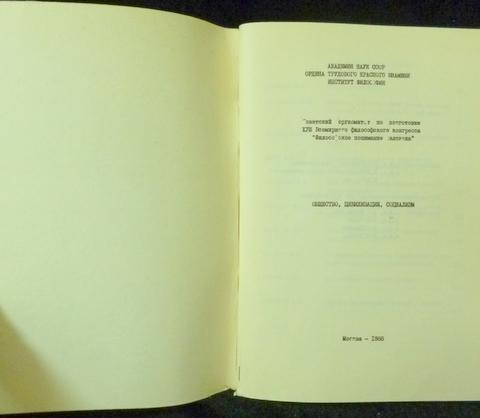 АКАДЕМИЯ НАУК СССР
ОРДЕНА ТРУДОВОГО КРАСНОГО ЗНАМЕНИ
ИНСТИТУТ ФИЛОСОФИИ
Советский оргкомитет по подготовке
XVIII Всемирного философского конгресса
"Философское понимание человека"
ОБЩЕСТВО, ЦИВИЛИЗАЦИЯ, СОЦИАЛИЗМ
Москва - 1988